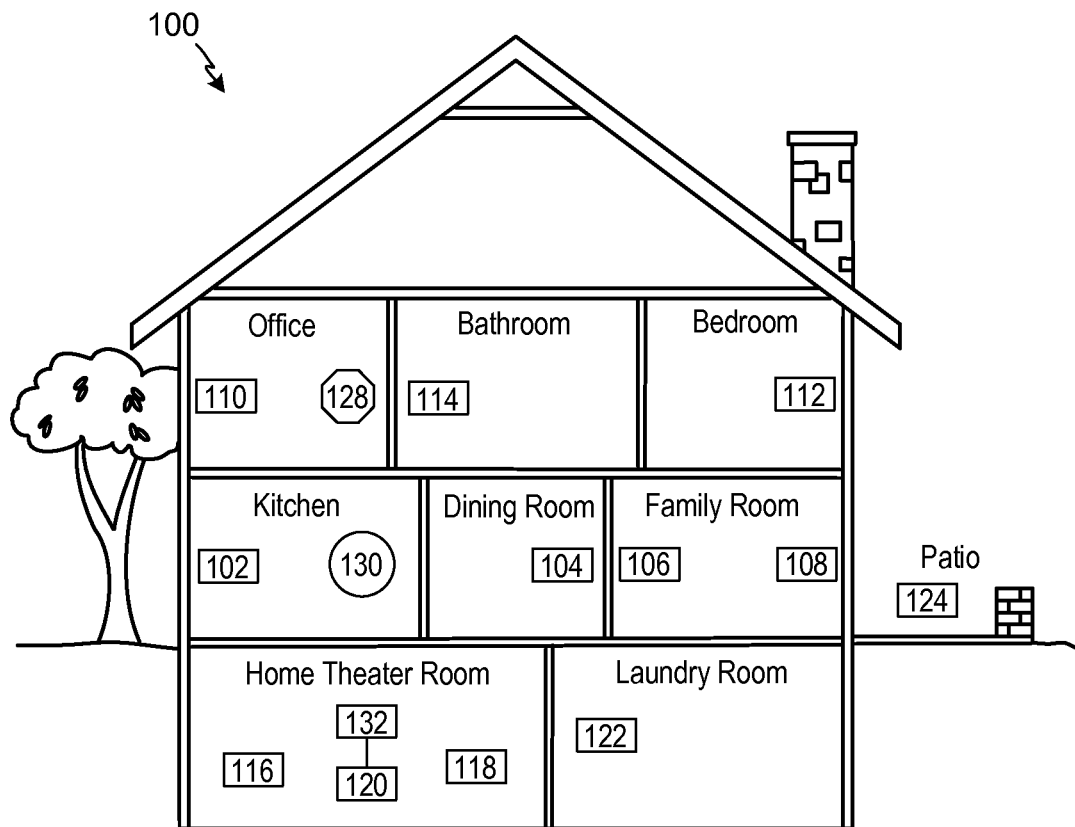 100
Office
Bathroom
Bedroom
110
128
114
112
Kitchen
Dining Room
Family Room
102
130
104
106
108
Patio
124
Home Theater Room
Laundry Room
132
122
116
120
118